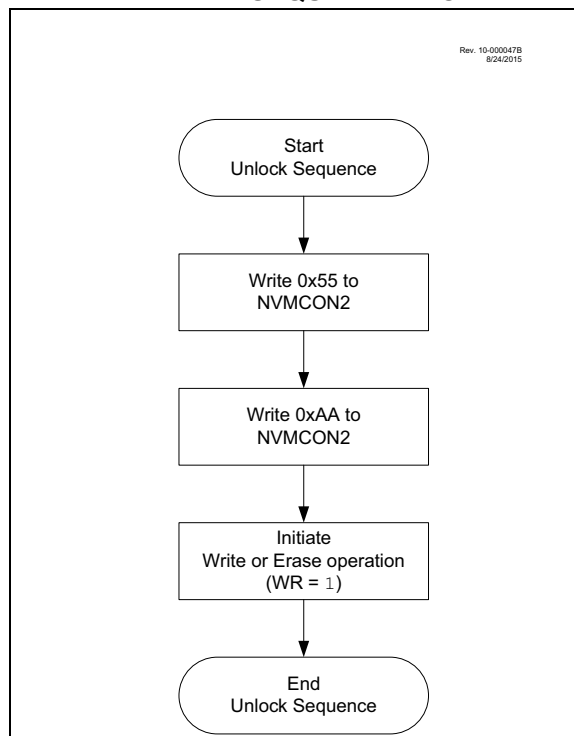 Rev. 10-000047B
8/24/2015
Start
Unlock Sequence
Write 0x55 to
NVMCON2
Write 0xAA to
NVMCON2
Initiate
Write or Erase operation
(WR = 1)
End
Unlock Sequence